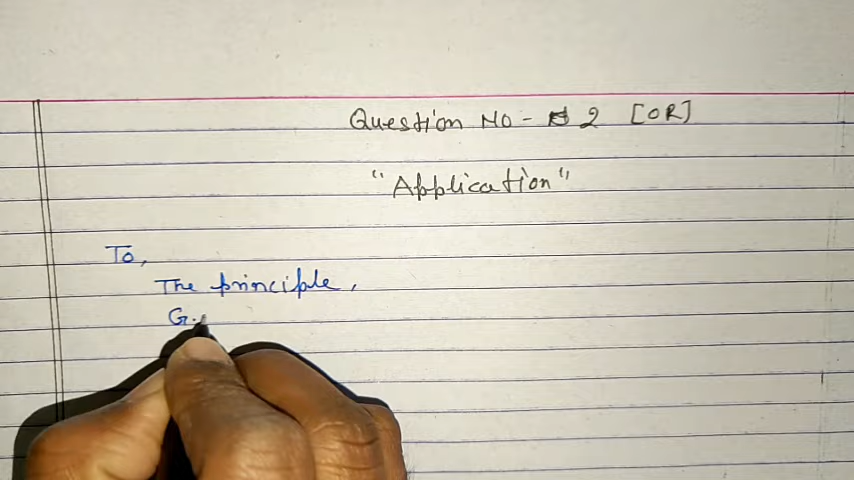 Question No - 2 [OR]
"Application"
To,
The principle,
G.